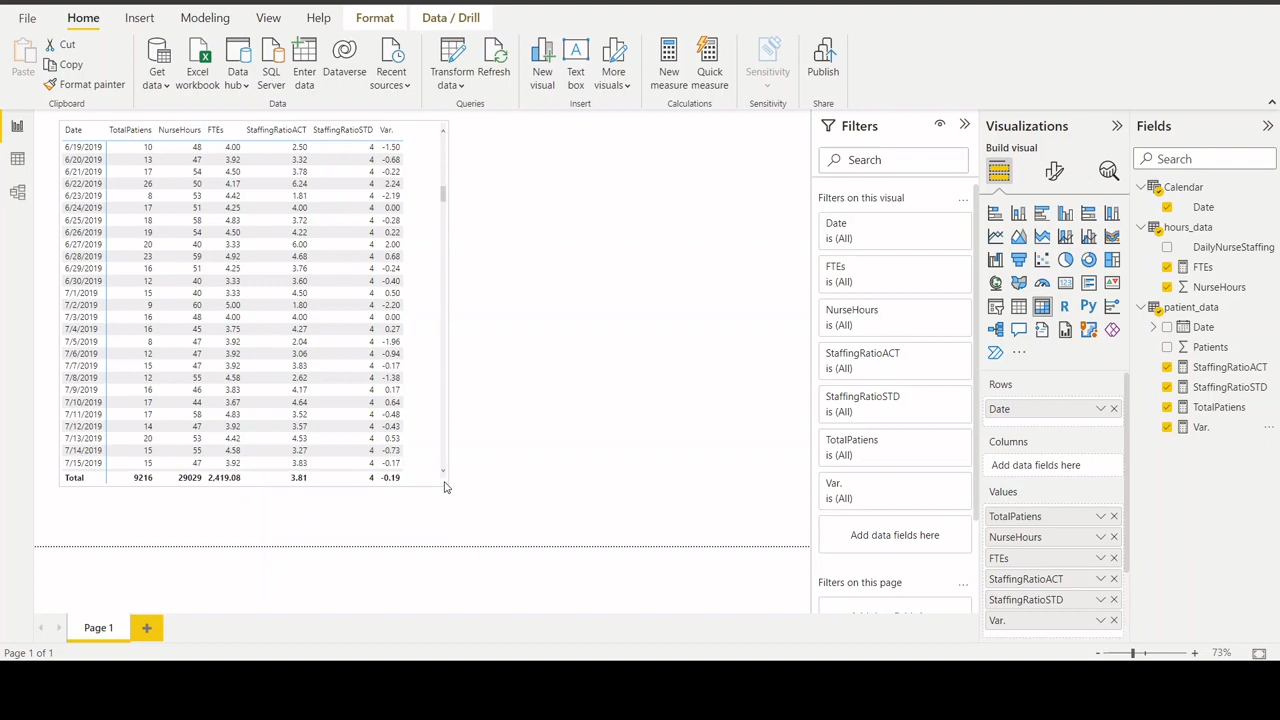 File Home Insert Modeling View Help Format Data / Drill
Paste Cut Copy Format painter Clipboard
Get data Excel workbook Data hub SQL Server Enter data Dataverse Recent sources Data
Transform data Refresh Queries
New visual Text box More visuals Insert
New measure Quick measure Calculations
Sensitivity Sensitivity
Publish Share
Date TotalPatiens NurseHours FTEs StaffingRatioACT StaffingRatioSTD Var.
6/19/2019 10 48 4.00 2.50 4 -1.50
6/20/2019 13 47 3.92 3.32 4 -0.68
6/21/2019 17 54 4.50 3.78 4 -0.22
6/22/2019 26 50 4.17 6.24 4 2.24
6/23/2019 8 53 4.42 1.81 4 -2.19
6/24/2019 17 51 4.25 4.00 4 0.00
6/25/2019 18 58 4.83 3.72 4 -0.28
6/26/2019 19 54 4.50 4.22 4 0.22
6/27/2019 20 40 3.33 6.00 4 2.00
6/28/2019 23 59 4.92 4.68 4 0.68
6/29/2019 16 51 4.25 3.76 4 -0.24
6/30/2019 12 40 3.33 3.60 4 -0.40
7/1/2019 15 40 3.33 4.50 4 0.50
7/2/2019 9 60 5.00 1.80 4 -2.20
7/3/2019 16 48 4.00 4.00 4 0.00
7/4/2019 16 45 3.75 4.27 4 0.27
7/5/2019 8 47 3.92 2.04 4 -1.96
7/6/2019 12 47 3.92 3.06 4 -0.94
7/7/2019 15 47 3.92 3.83 4 -0.17
7/8/2019 12 55 4.58 2.62 4 -1.38
7/9/2019 16 46 3.83 4.17 4 0.17
7/10/2019 17 44 3.67 4.64 4 0.64
7/11/2019 17 58 4.83 3.52 4 -0.48
7/12/2019 14 47 3.92 3.57 4 -0.43
7/13/2019 20 53 4.42 4.53 4 0.53
7/14/2019 15 55 4.58 3.27 4 -0.73
7/15/2019 15 47 3.92 3.83 4 -0.17
Total 9216 29029 2,419.08 3.81 4 -0.19
Filters
Search
Filters on this visual ...
Date
is (All)
FTEs
is (All)
NurseHours
is (All)
StaffingRatioACT
is (All)
StaffingRatioSTD
is (All)
TotalPatiens
is (All)
Var.
is (All)
Add data fields here
Filters on this page ...
Visualizations
Build visual
R Py
...
Rows
Date
Columns
Add data fields here
Values
TotalPatiens
NurseHours
FTEs
StaffingRatioACT
StaffingRatioSTD
Var.
Fields
Search
Calendar
Date
hours_data
DailyNurseStaffing
FTEs
NurseHours
patient_data
Date
Patients
StaffingRatioACT
StaffingRatioSTD
TotalPatiens
Var. ...
Page 1
Page 1 of 1 73%